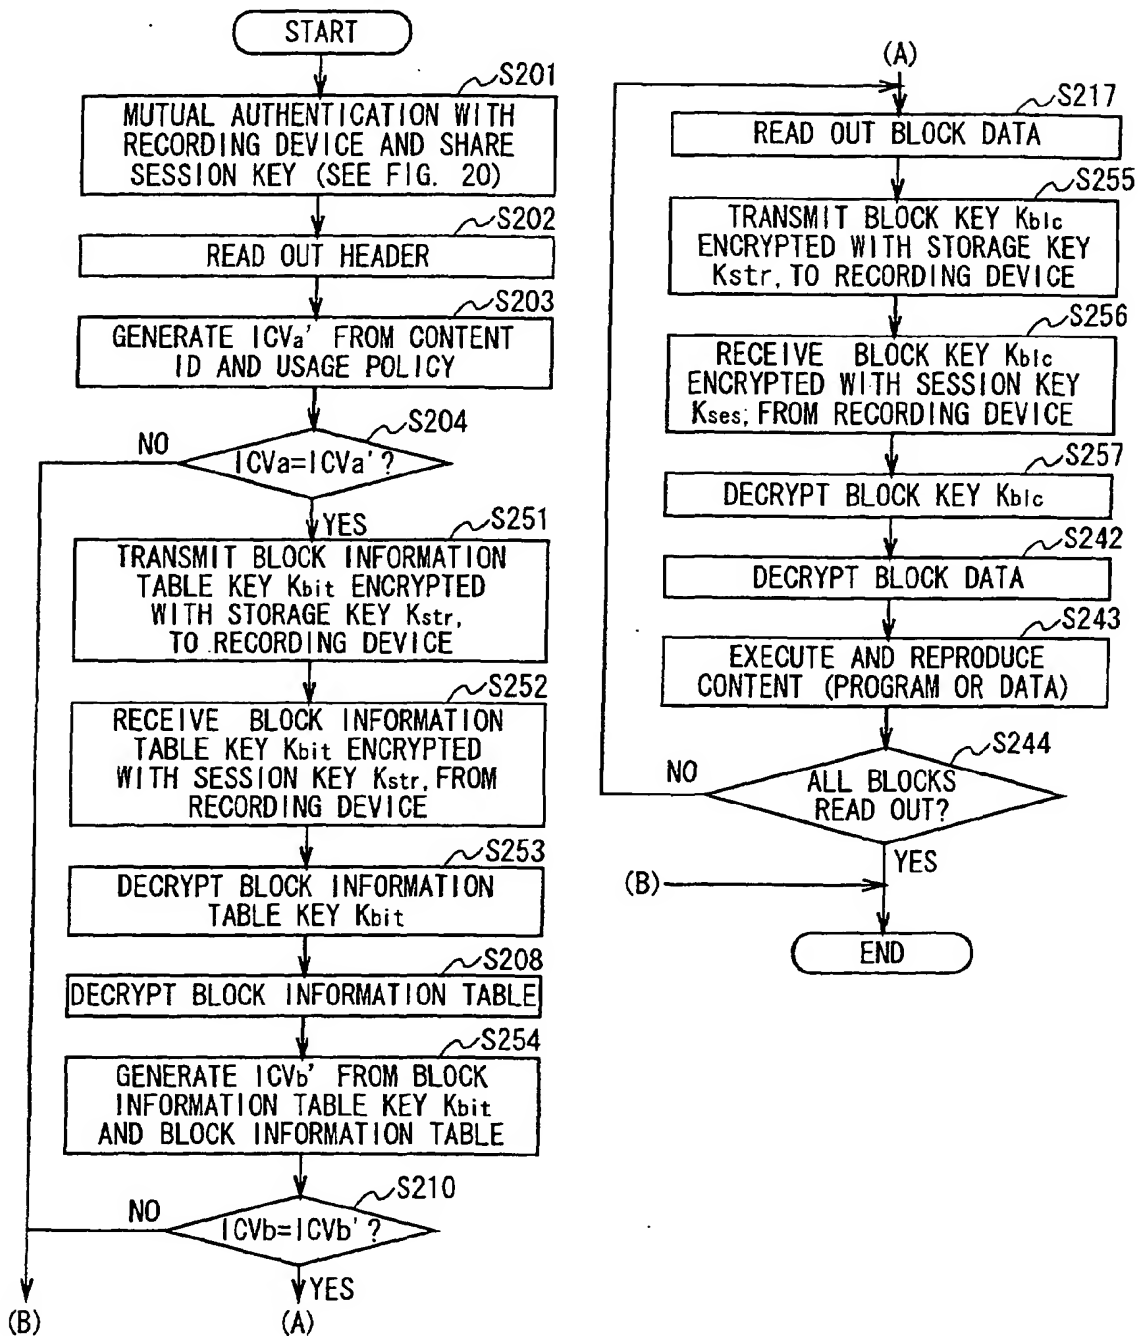 START
S201
MUTUAL AUTHENTICATION WITH
RECORDING DEVICE AND SHARE
SESSION KEY (SEE FIG. 20)
S202
READ OUT HEADER
S203
GENERATE ICVa' FROM CONTENT
ID AND USAGE POLICY
S204
NO
ICVa=ICVa'?
YES
S251
TRANSMIT BLOCK INFORMATION
TABLE KEY Kbit ENCRYPTED
WITH STORAGE KEY Kstr,
TO RECORDING DEVICE
S252
RECEIVE BLOCK INFORMATION
TABLE KEY Kbit ENCRYPTED
WITH SESSION KEY Kstr, FROM
RECORDING DEVICE
S253
DECRYPT BLOCK INFORMATION
TABLE KEY Kbit
S208
DECRYPT BLOCK INFORMATION TABLE
S254
GENERATE ICVb' FROM BLOCK
INFORMATION TABLE KEY Kbit
AND BLOCK INFORMATION TABLE
S210
NO
ICVb=ICVb'?
YES
(B)
(A)
(A)
S217
READ OUT BLOCK DATA
S255
TRANSMIT BLOCK KEY Kblc
ENCRYPTED WITH STORAGE KEY
Kstr, TO RECORDING DEVICE
S256
RECEIVE BLOCK KEY Kblc
ENCRYPTED WITH SESSION KEY
Kses, FROM RECORDING DEVICE
S257
DECRYPT BLOCK KEY Kblc
S242
DECRYPT BLOCK DATA
S243
EXECUTE AND REPRODUCE
CONTENT (PROGRAM OR DATA)
S244
NO
ALL BLOCKS
READ OUT?
YES
(B)
END